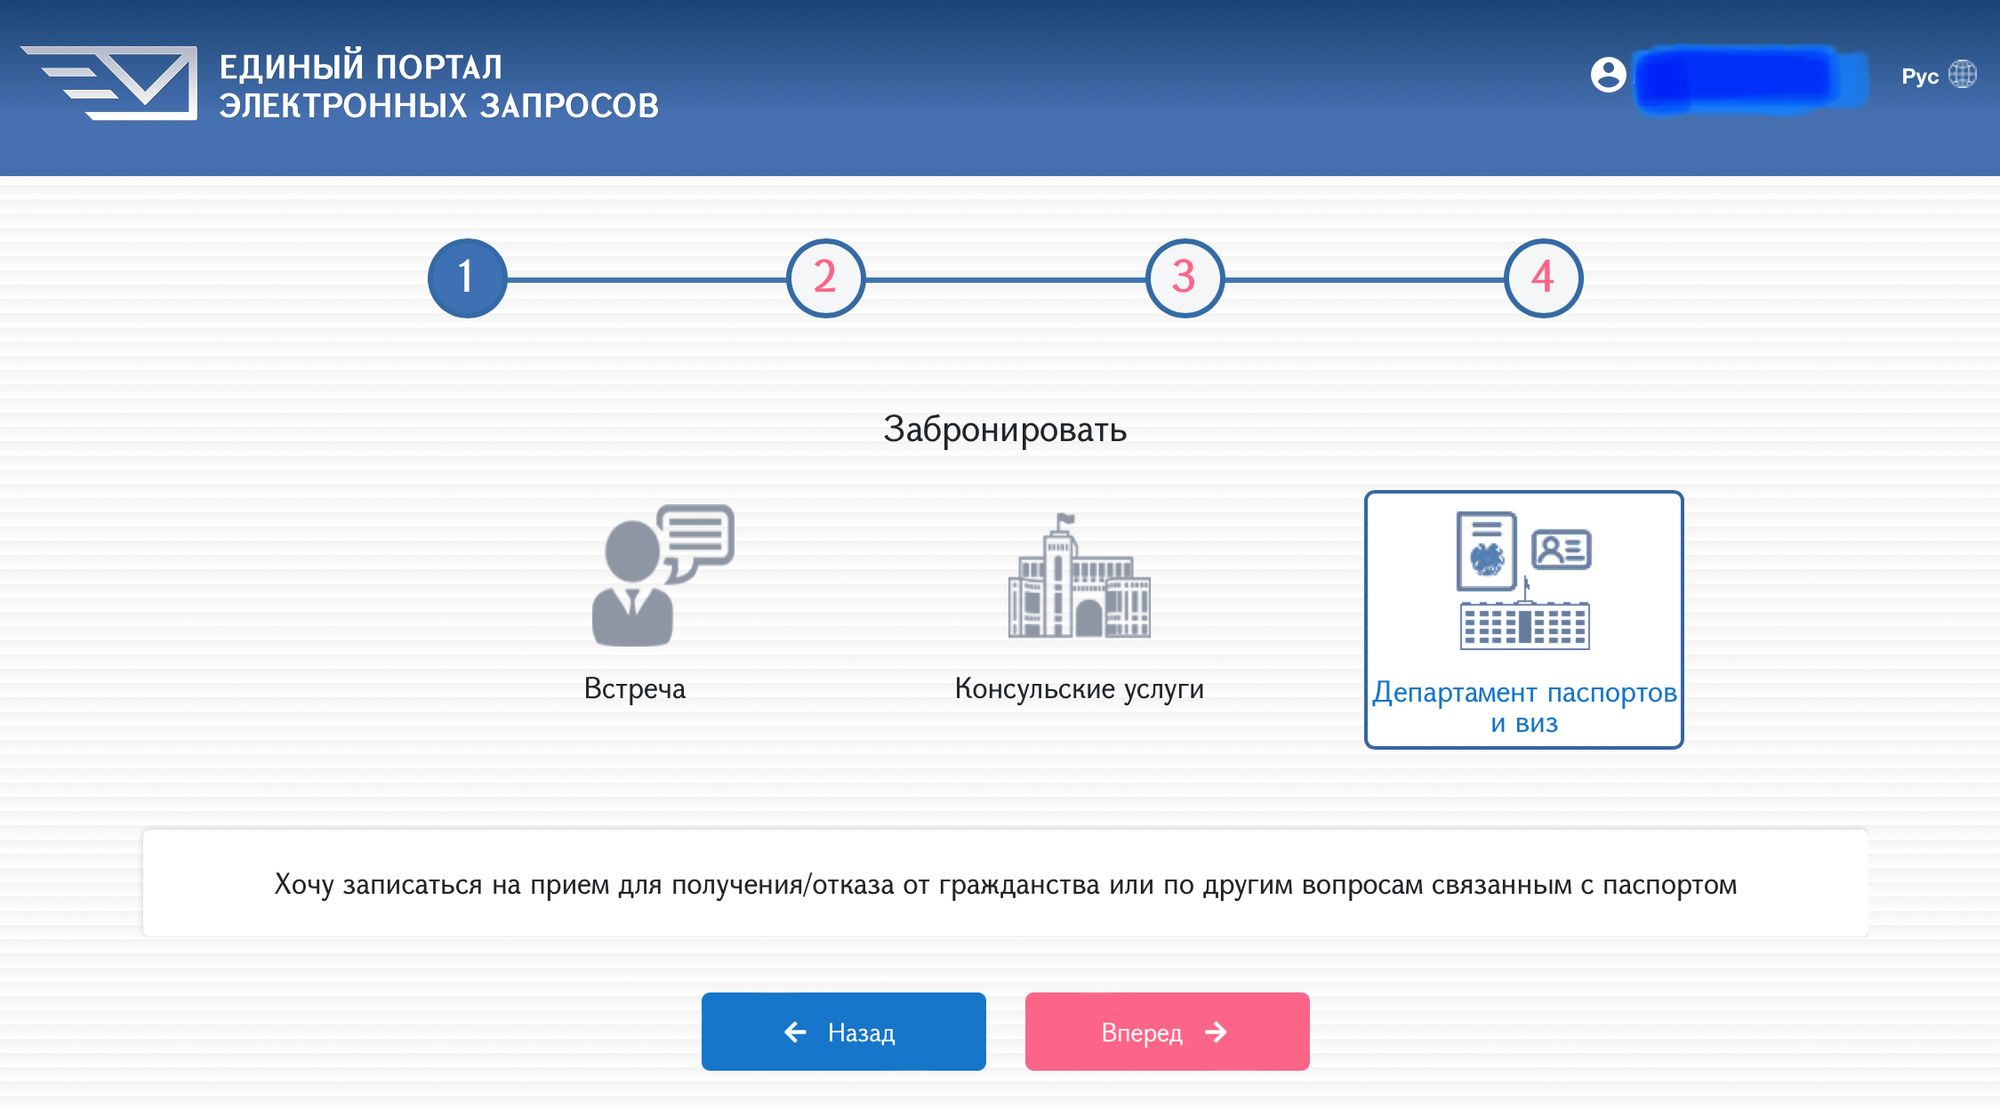 ЕДИНЫЙ ПОРТАЛ
ЭЛЕКТРОННЫХ ЗАПРОСОВ
Рус
1
2
3
4
Забронировать
Встреча
Консульские услуги
Департамент паспортов
и виз
Хочу записаться на прием для получения/отказа от гражданства или по другим вопросам связанным с паспортом
Назад
Вперед